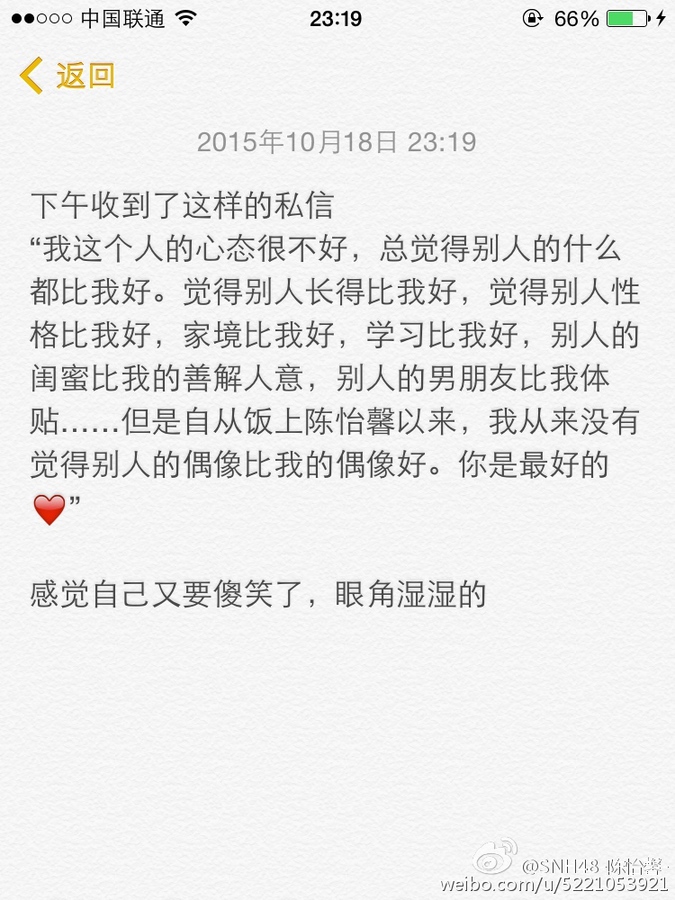 中国联通 23:19 66%
返回
2015年10月18日 23:19
下午收到了这样的私信
“我这个人的心态很不好，总觉得别人的什么
都比我好。觉得别人长得比我好，觉得别人性
格比我好，家境比我好，学习比我好，别人的
闺蜜比我的善解人意，别人的男朋友比我体
贴……但是自从饭上陈怡馨以来，我从来没有
觉得别人的偶像比我的偶像好。你是最好的
❤️”
感觉自己又要傻笑了，眼角湿湿的
@SNH48-陈怡馨-
weibo.com/u/5221053921